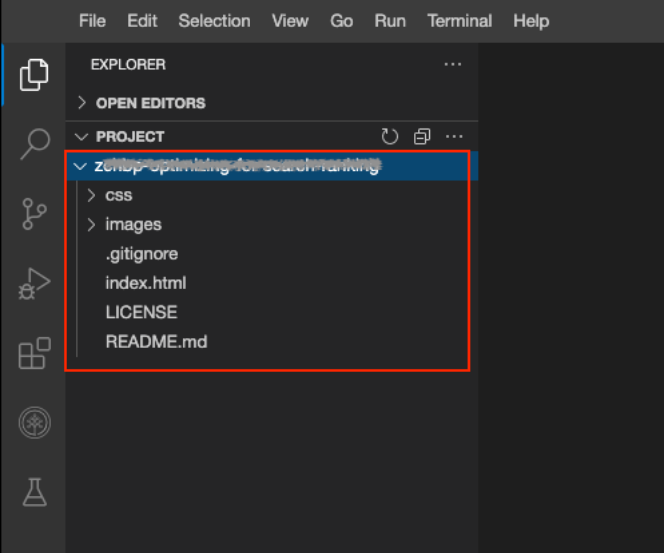 File Edit Selection View Go Run Terminal Help
EXPLORER
OPEN EDITORS
PROJECT
css
images
.gitignore
index.html
LICENSE
README.md